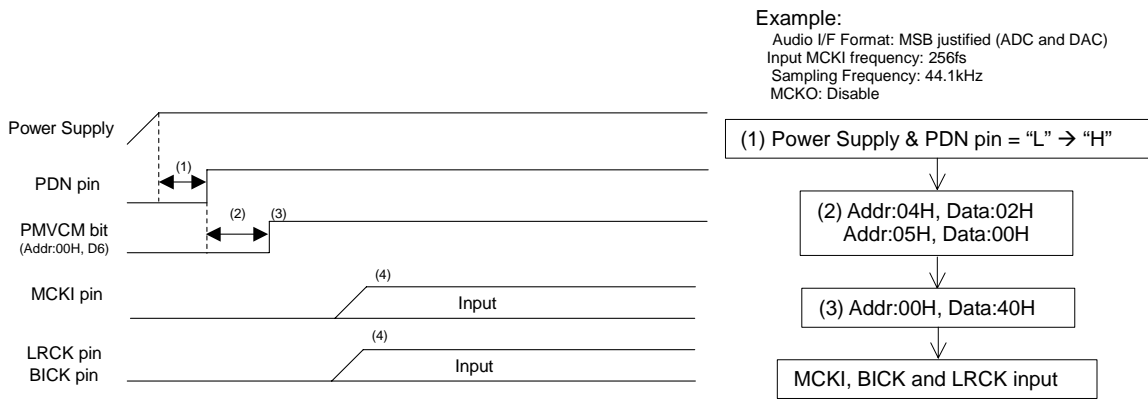 Example:
Audio I/F Format: MSB justified (ADC and DAC)
Input MCKI frequency: 256fs
Sampling Frequency: 44.1kHz
MCKO: Disable
Power Supply
(1)
PDN pin
(2)
(3)
PMVCM bit
(Addr:00H, D6)
(4)
MCKI pin
Input
(4)
LRCK pin
BICK pin
Input
(1) Power Supply & PDN pin = “L” → “H”
(2) Addr:04H, Data:02H
Addr:05H, Data:00H
(3) Addr:00H, Data:40H
MCKI, BICK and LRCK input